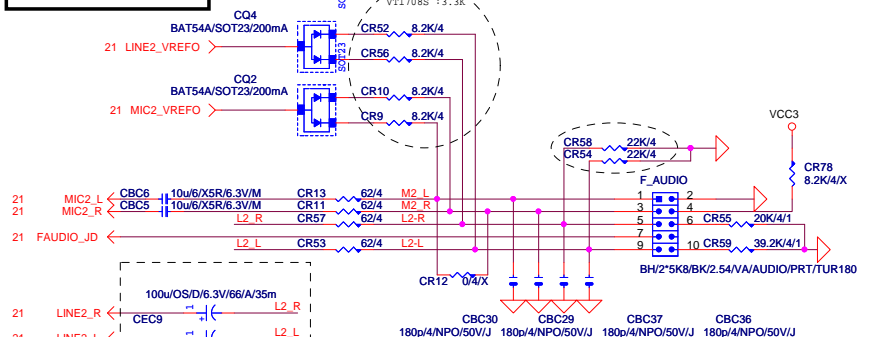 VT1708S :3.3K
CQ4
BAT54A/SOT23/200mA
21 LINE2_VREFO
SOT23
CR52 8.2K/4
CR56 8.2K/4
CQ2
BAT54A/SOT23/200mA
21 MIC2_VREFO
CR10 8.2K/4
CR9 8.2K/4
VCC3
CR58 22K/4
CR54 22K/4
CR78
8.2K/4/X
F_AUDIO
21 MIC2_L CBC6 10u/6/X5R/6.3V/M CR13 62/4 M2_L 1 2
21 MIC2_R CBC5 10u/6/X5R/6.3V/M CR11 62/4 M2_R 3 4
L2_R CR57 62/4 L2-R 5 6 CR55 20K/4/1
21 FAUDIO_JD 7
L2_L CR53 62/4 L2-L 9 10 CR59 39.2K/4/1
BH/2*5K8/BK/2.54/VA/AUDIO/PRT/TUR180
CR12 0/4/X
100u/OS/D/6.3V/66/A/35m
21 LINE2_R CEC9 1 + L2_R
CBC30 CBC29 CBC37 CBC36
180p/4/NPO/50V/J 180p/4/NPO/50V/J 180p/4/NPO/50V/J 180p/4/NPO/50V/J
21 LINE2_L 1 L2_L